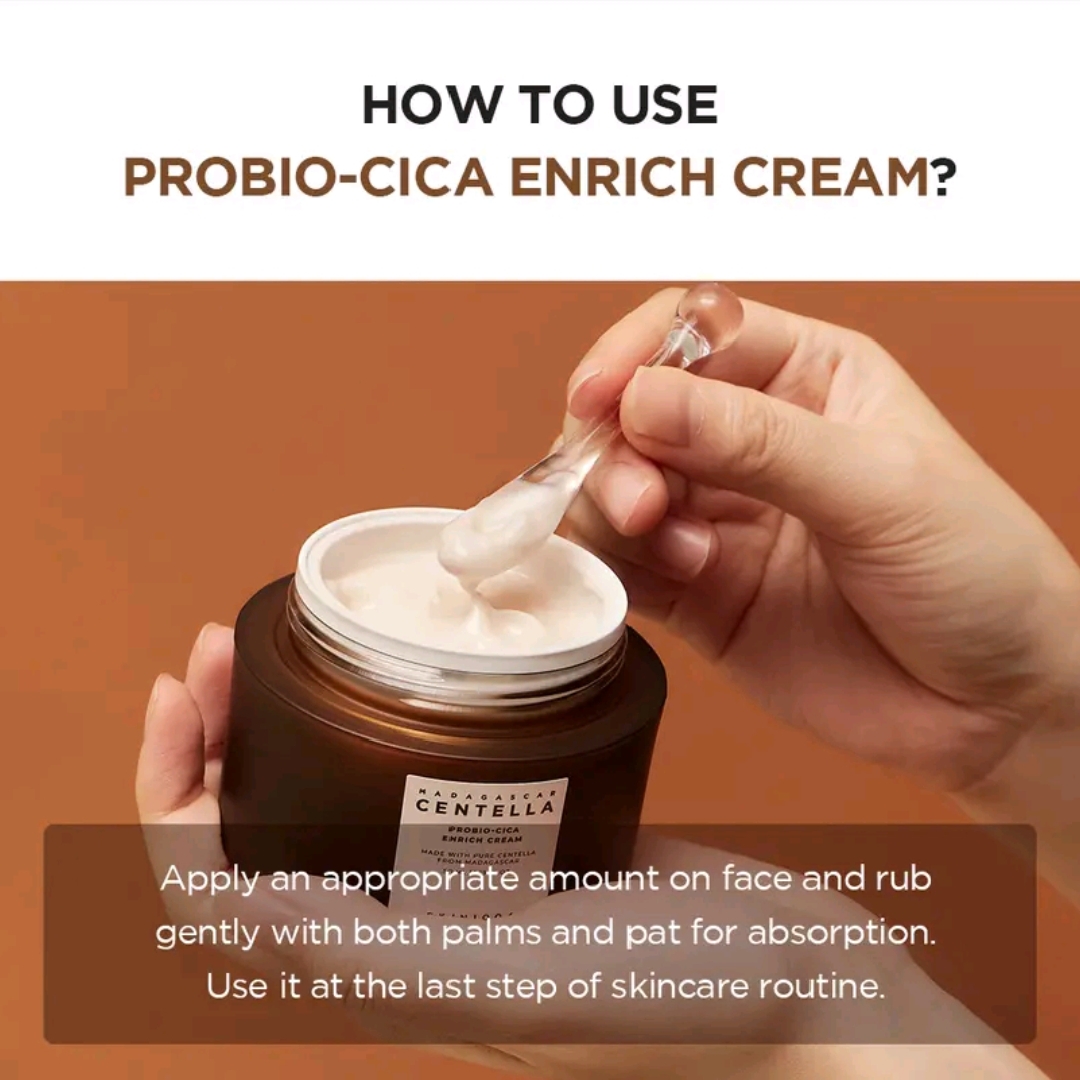 HOW TO USE
PROBIO-CICA ENRICH CREAM?
MADAGASCAR
CENTELLA
PROBIO-CICA
ENRICH CREAM
MADE WITH PURE CENTELLA
FROM MADAGASCAR
Apply an appropriate amount on face and rub
gently with both palms and pat for absorption.
Use it at the last step of skincare routine.